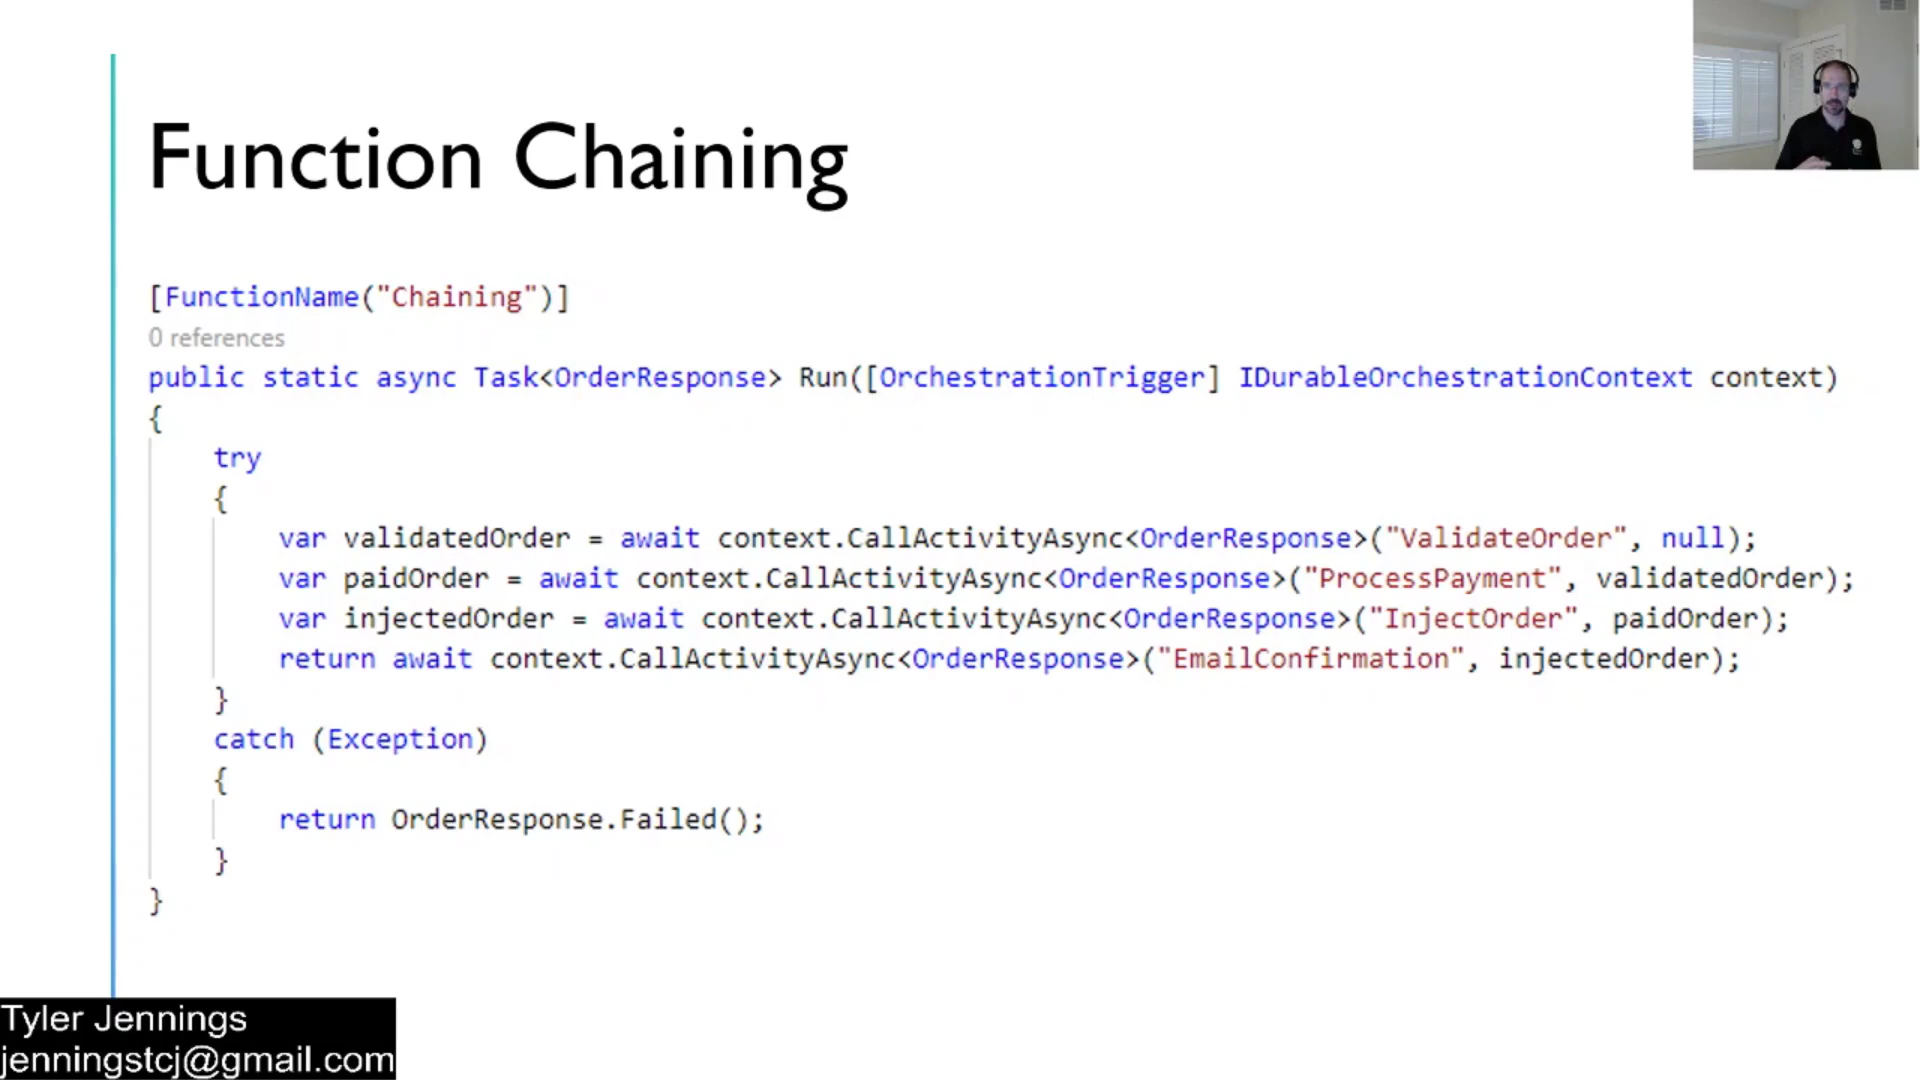 Function Chaining
[FunctionName("Chaining")]
0 references
public static async Task<OrderResponse> Run([OrchestrationTrigger] IDurableOrchestrationContext context)
{
try
{
var validatedOrder = await context.CallActivityAsync<OrderResponse>("ValidateOrder", null);
var paidOrder = await context.CallActivityAsync<OrderResponse>("ProcessPayment", validatedOrder);
var injectedOrder = await context.CallActivityAsync<OrderResponse>("InjectOrder", paidOrder);
return await context.CallActivityAsync<OrderResponse>("EmailConfirmation", injectedOrder);
}
catch (Exception)
{
return OrderResponse.Failed();
}
}
Tyler Jennings
jenningstcj@gmail.com